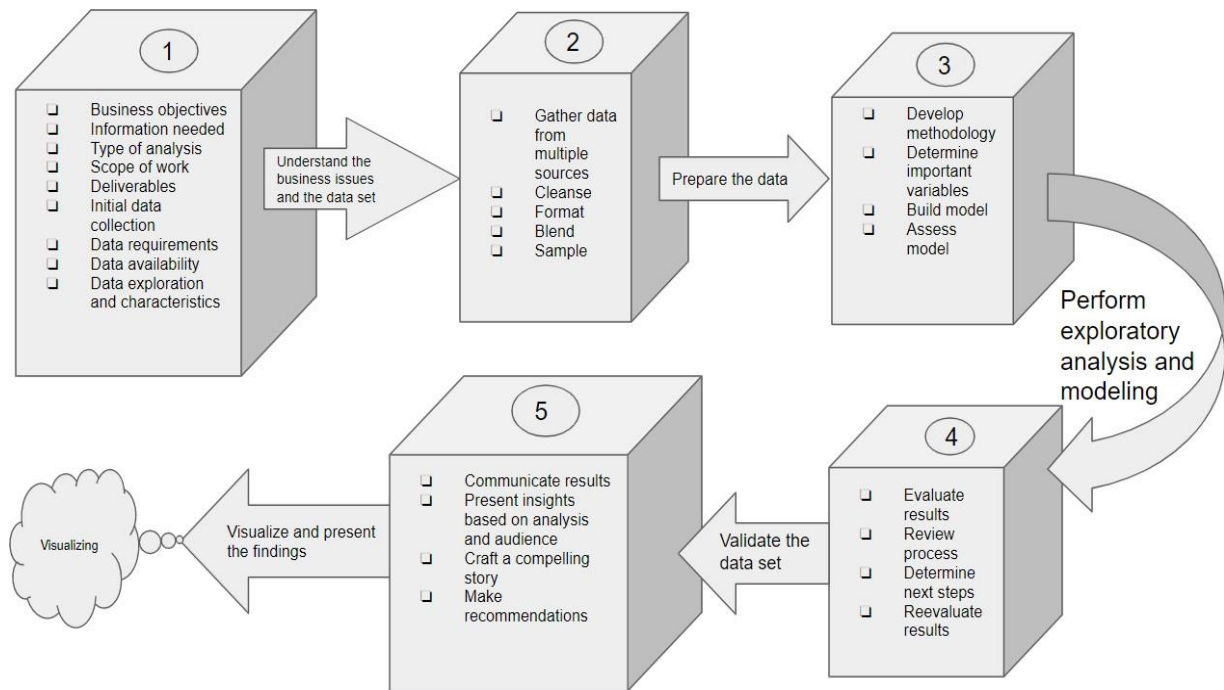 1
❏ Business objectives
❏ Information needed
❏ Type of analysis
❏ Scope of work
❏ Deliverables
❏ Initial data
collection
❏ Data requirements
❏ Data availability
❏ Data exploration
and characteristics
Understand the
business issues
and the data set
2
❏ Gather data
from
multiple
sources
❏ Cleanse
❏ Format
❏ Blend
❏ Sample
Prepare the data
3
❏ Develop
methodology
❏ Determine
important
variables
❏ Build model
❏ Assess
model
Perform
exploratory
analysis and
modeling
4
❏ Evaluate
results
❏ Review
process
❏ Determine
next steps
❏ Reevaluate
results
Validate the
data set
5
❏ Communicate results
❏ Present insights
based on analysis
and audience
❏ Craft a compelling
story
❏ Make
recommendations
Visualize and present
the findings
Visualizing